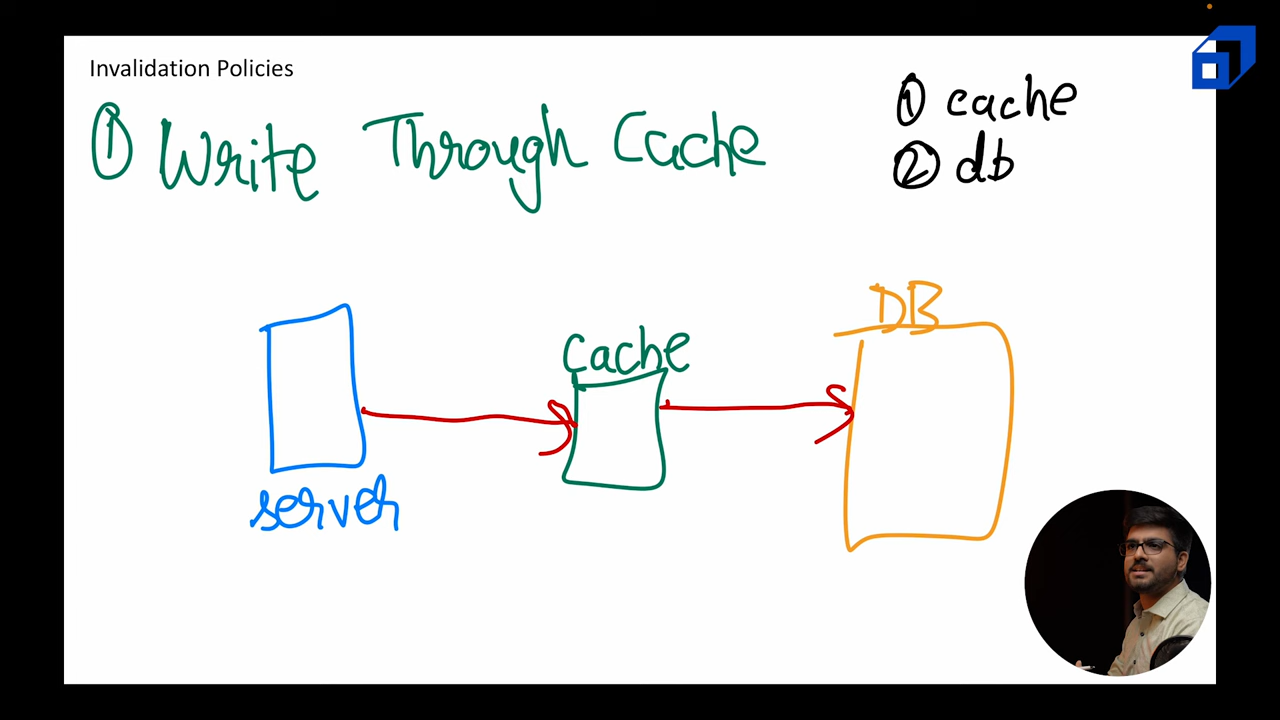 Invalidation Policies
① Write Through Cache
① cache
② db
DB
cache
server